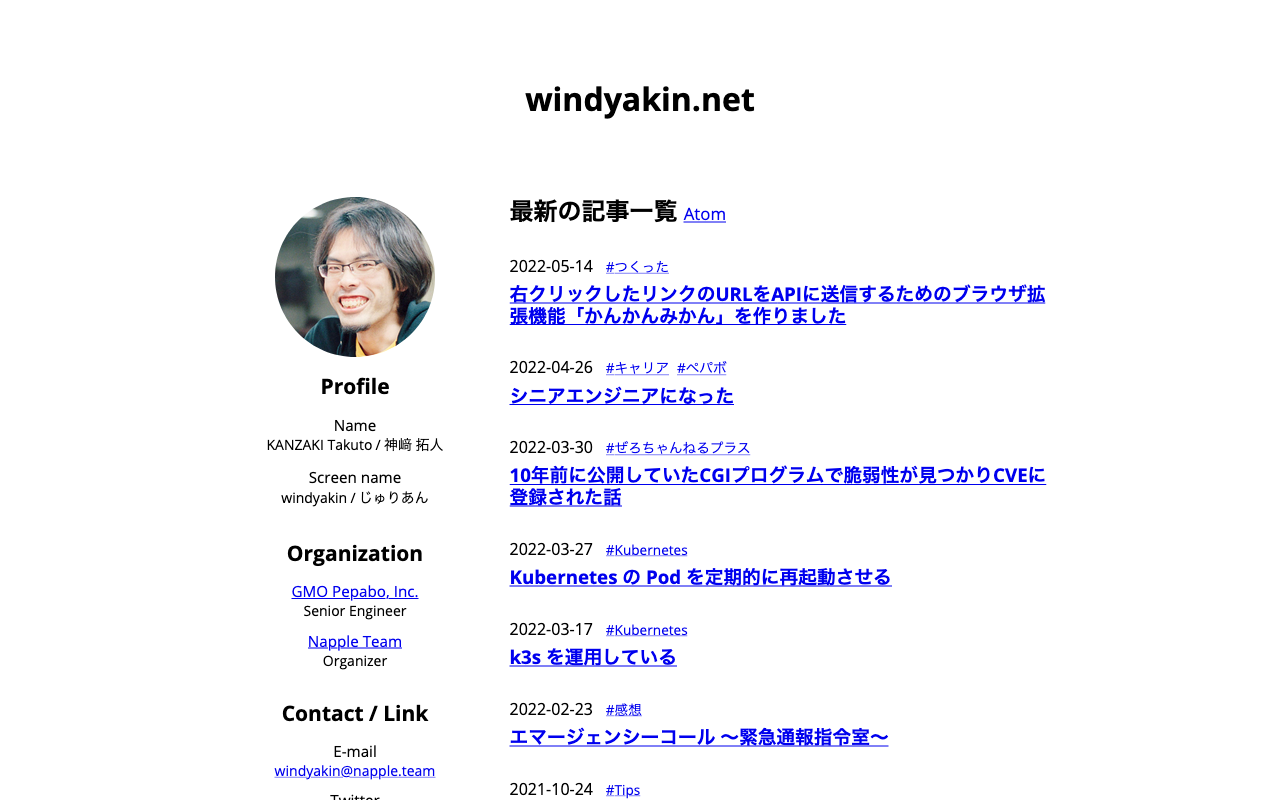 windyakin.net
Profile
Name
KANZAKI Takuto / 神﨑 拓人
Screen name
windyakin / じゅりあん
Organization
GMO Pepabo, Inc.
Senior Engineer
Napple Team
Organizer
Contact / Link
E-mail
windyakin@napple.team
Twitter
最新の記事一覧 Atom
2022-05-14 #つくった
右クリックしたリンクのURLをAPIに送信するためのブラウザ拡
張機能「かんかんみかん」を作りました
2022-04-26 #キャリア #ペパボ
シニアエンジニアになった
2022-03-30 #ぜろちゃんねるプラス
10年前に公開していたCGIプログラムで脆弱性が見つかりCVEに
登録された話
2022-03-27 #Kubernetes
Kubernetes の Pod を定期的に再起動させる
2022-03-17 #Kubernetes
k3s を運用している
2022-02-23 #感想
エマージェンシーコール 〜緊急通報指令室〜
2021-10-24 #Tips